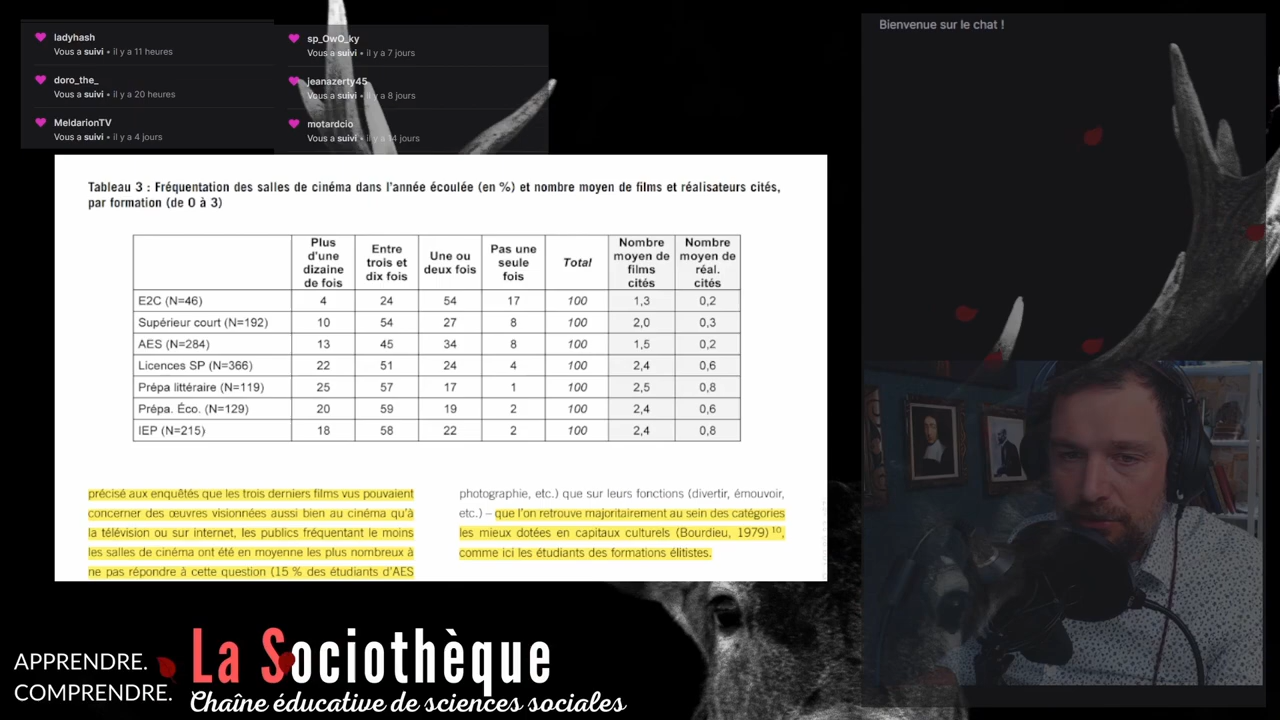 ladyhash
Vous a suivi • il y a 11 heures
doro_the_
Vous a suivi • il y a 20 heures
MeldarionTV
Vous a suivi • il y a 4 jours
sp_OwO_ky
Vous a suivi • il y a 7 jours
jeanazerty45
Vous a suivi • il y a 8 jours
motardcio
Vous a suivi • il y a 14 jours
Bienvenue sur le chat !
Tableau 3 : Fréquentation des salles de cinéma dans l'année écoulée (en %) et nombre moyen de films et réalisateurs cités,
par formation (de 0 à 3)
Plus d'une dizaine de fois | Entre trois et dix fois | Une ou deux fois | Pas une seule fois | Total | Nombre moyen de films cités | Nombre moyen de réal. cités
E2C (N=46) 4 24 54 17 100 1,3 0,2
Supérieur court (N=192) 10 54 27 8 100 2,0 0,3
AES (N=284) 13 45 34 8 100 1,5 0,2
Licences SP (N=366) 22 51 24 4 100 2,4 0,6
Prépa littéraire (N=119) 25 57 17 1 100 2,5 0,8
Prépa. Éco. (N=129) 20 59 19 2 100 2,4 0,6
IEP (N=215) 18 58 22 2 100 2,4 0,8
précisé aux enquêtés que les trois derniers films vus pouvaient
concerner des œuvres visionnées aussi bien au cinéma qu'à
la télévision ou sur internet, les publics fréquentant le moins
les salles de cinéma ont été en moyenne les plus nombreux à
ne pas répondre à cette question (15 % des étudiants d'AES
photographie, etc.) que sur leurs fonctions (divertir, émouvoir,
etc.) – que l'on retrouve majoritairement au sein des catégories
les mieux dotées en capitaux culturels (Bourdieu, 1979) 10,
comme ici les étudiants des formations élitistes.
APPRENDRE.
COMPRENDRE.
La Sociothèque
Chaîne éducative de sciences sociales